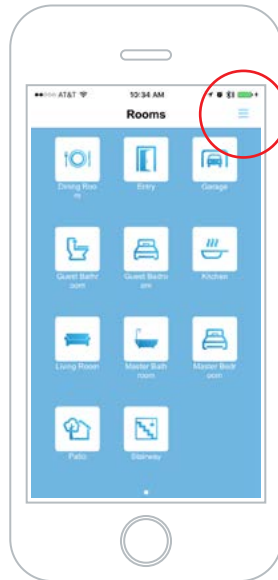 AT&T 10:34 AM
Rooms
Dining Roo
m
Entry
Garage
Guest Bathr
oom
Guest Bedro
om
Kitchen
Living Room
Master Bath
room
Master Bedr
oom
Patio
Stairway